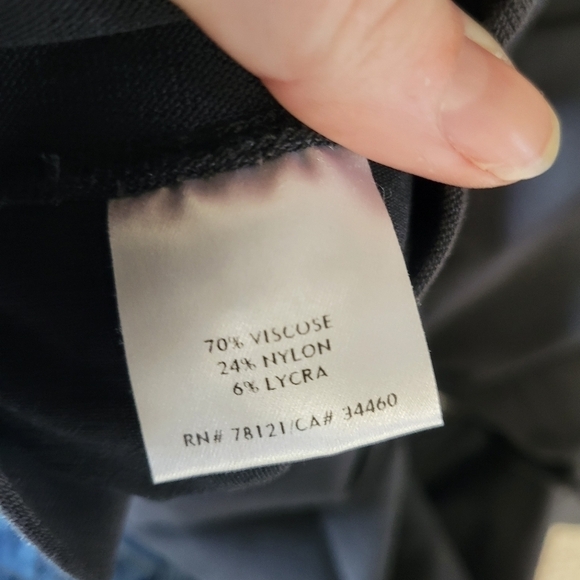 70% VISCOSE
24% NYLON
6% LYCRA
RN# 78121/CA# 34460